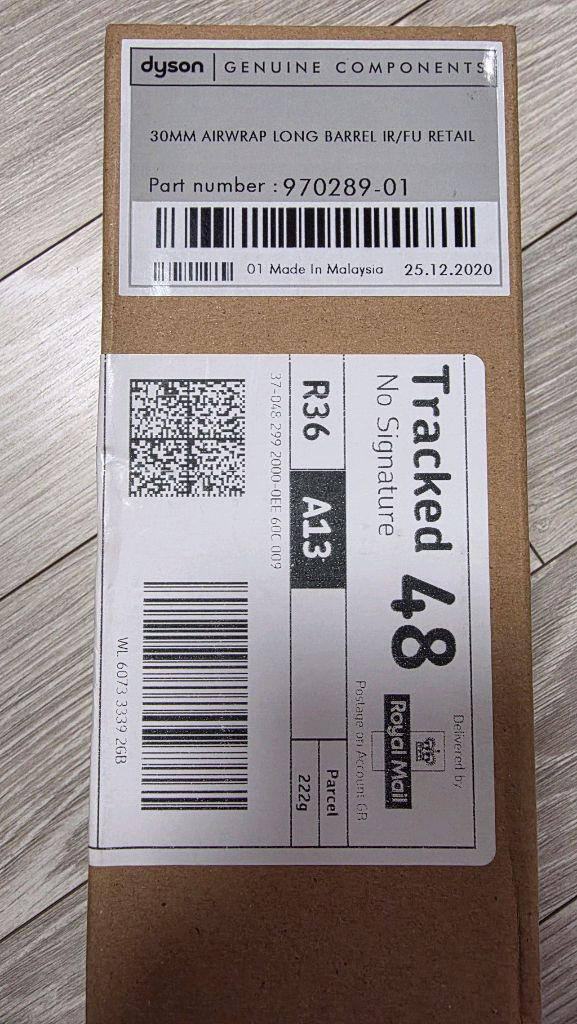 dyson GENUINE COMPONENTS
30MM AIRWRAP LONG BARREL IR/FU RETAIL
Part number : 970289-01
01 Made In Malaysia 25.12.2020
Tracked 48
No Signature
Delivered by
Royal Mail
Postage on Account GB
R36 A13
Parcel
222g
37-048 299 2000-0EE 60C 009
WL 6073 3339 2GB